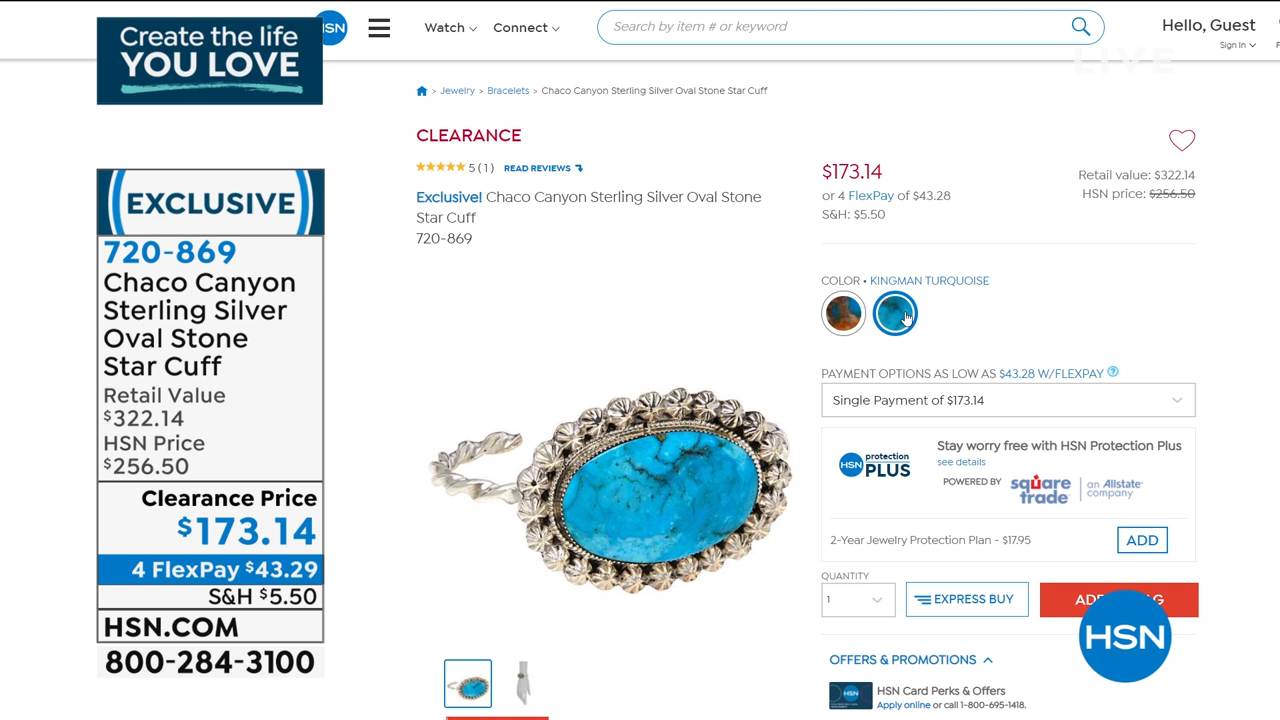 Create the life
YOU LOVE
HSN
Watch
Connect
Search by item # or keyword
Hello, Guest
Sign In
LIVE
Jewelry > Bracelets > Chaco Canyon Sterling Silver Oval Stone Star Cuff
CLEARANCE
5 (1) READ REVIEWS
Exclusive! Chaco Canyon Sterling Silver Oval Stone
Star Cuff
720-869
$173.14
or 4 FlexPay of $43.28
S&H: $5.50
Retail value: $322.14
HSN price: $256.50
COLOR • KINGMAN TURQUOISE
PAYMENT OPTIONS AS LOW AS $43.28 W/FLEXPAY ?
Single Payment of $173.14
HSN protection PLUS
Stay worry free with HSN Protection Plus
see details
POWERED BY square trade | an Allstate company
2-Year Jewelry Protection Plan - $17.95
ADD
QUANTITY
1
EXPRESS BUY
HSN
OFFERS & PROMOTIONS
HSN
HSN Card Perks & Offers
Apply online or call 1-800-695-1418.
EXCLUSIVE
720-869
Chaco Canyon
Sterling Silver
Oval Stone
Star Cuff
Retail Value
$322.14
HSN Price
$256.50
Clearance Price
$173.14
4 FlexPay $43.29
S&H $5.50
HSN.COM
800-284-3100